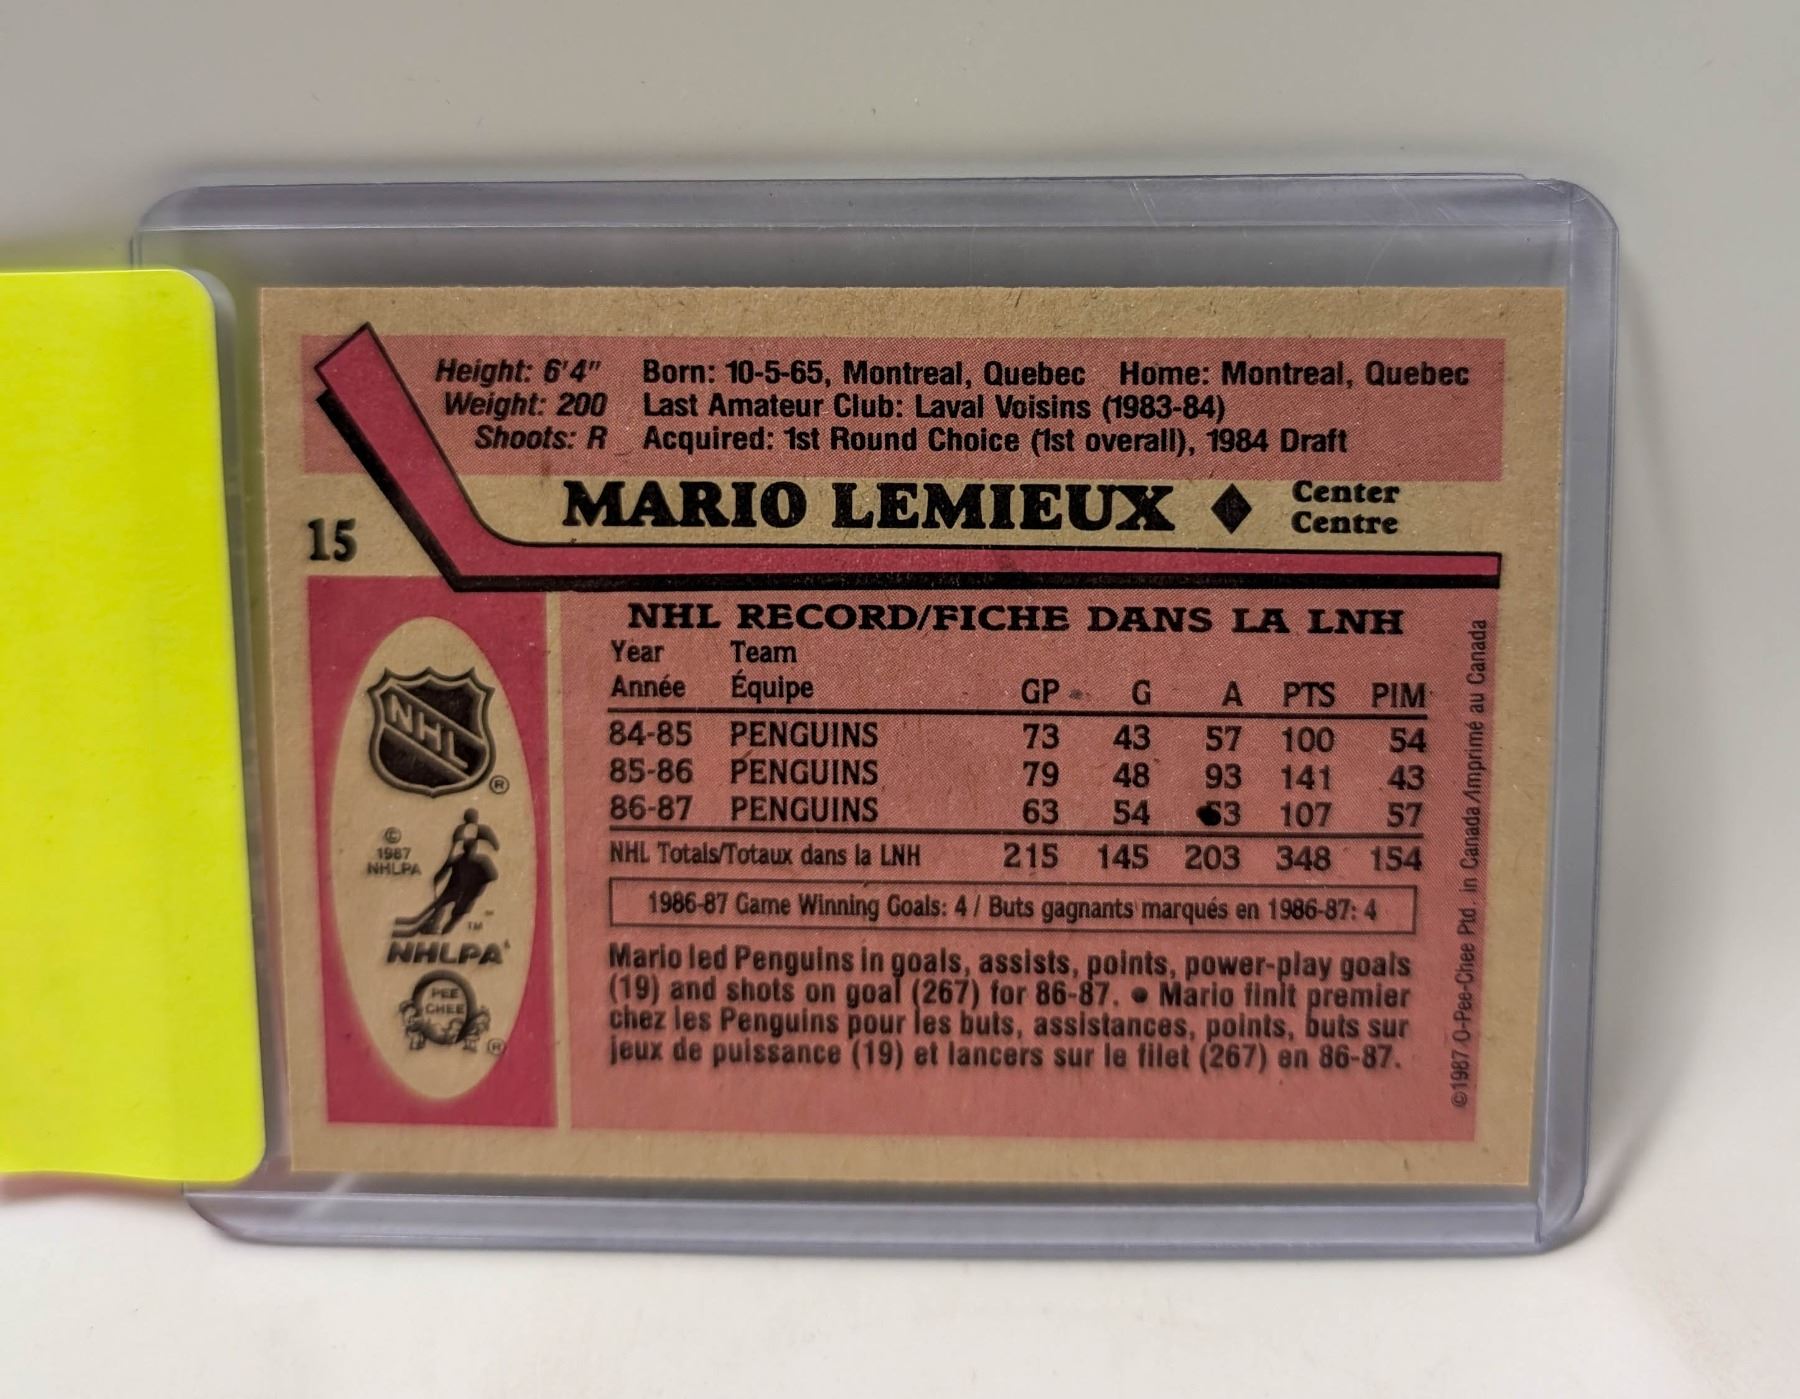 Height: 6'4" Born: 10-5-65, Montreal, Quebec Home: Montreal, Quebec
Weight: 200 Last Amateur Club: Laval Voisins (1983-84)
Shoots: R Acquired: 1st Round Choice (1st overall), 1984 Draft
MARIO LEMIEUX ♦ Center
Centre
15
NHL RECORD/FICHE DANS LA LNH
Year Team
Année Équipe GP G A PTS PIM
84-85 PENGUINS 73 43 57 100 54
85-86 PENGUINS 79 48 93 141 43
86-87 PENGUINS 63 54 53 107 57
NHL Totals/Totaux dans la LNH 215 145 203 348 154
1986-87 Game Winning Goals: 4 / Buts gagnants marqués en 1986-87: 4
Mario led Penguins in goals, assists, points, power-play goals
(19) and shots on goal (267) for 86-87. ● Mario finit premier
chez les Penguins pour les buts, assistances, points, buts sur
jeux de puissance (19) et lancers sur le filet (267) en 86-87.
NHL
®
©
1987
NHLPA
TM
NHLPA
PEE
CHEE
®
©1987 O-Pee-Chee Ptd. in Canada/Imprimé au Canada